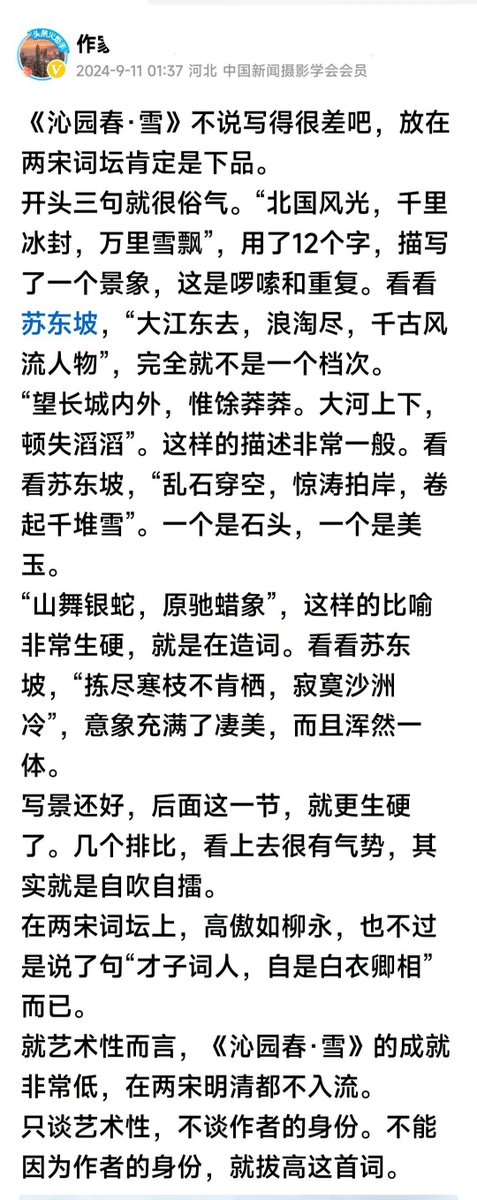 作
2024-9-11 01:37 河北 中国新闻摄影学会会员
《沁园春·雪》不说写得很差吧，放在
两宋词坛肯定是下品。
开头三句就很俗气。“北国风光，千里
冰封，万里雪飘”，用了12个字，描写
了一个景象，这是啰嗦和重复。看看
苏东坡，“大江东去，浪淘尽，千古风
流人物”，完全就不是一个档次。
“望长城内外，惟馀莽莽。大河上下，
顿失滔滔”。这样的描述非常一般。看
看苏东坡，“乱石穿空，惊涛拍岸，卷
起千堆雪”。一个是石头，一个是美
玉。
“山舞银蛇，原驰蜡象”，这样的比喻
非常生硬，就是在造词。看看苏东
坡，“拣尽寒枝不肯栖，寂寞沙洲
冷”，意象充满了凄美，而且浑然一
体。
写景还好，后面这一节，就更生硬
了。几个排比，看上去很有气势，其
实就是自吹自擂。
在两宋词坛上，高傲如柳永，也不过
是说了句“才子词人，自是白衣卿相”
而已。
就艺术性而言，《沁园春·雪》的成就
非常低，在两宋明清都不入流。
只谈艺术性，不谈作者的身份。不能
因为作者的身份，就拔高这首词。